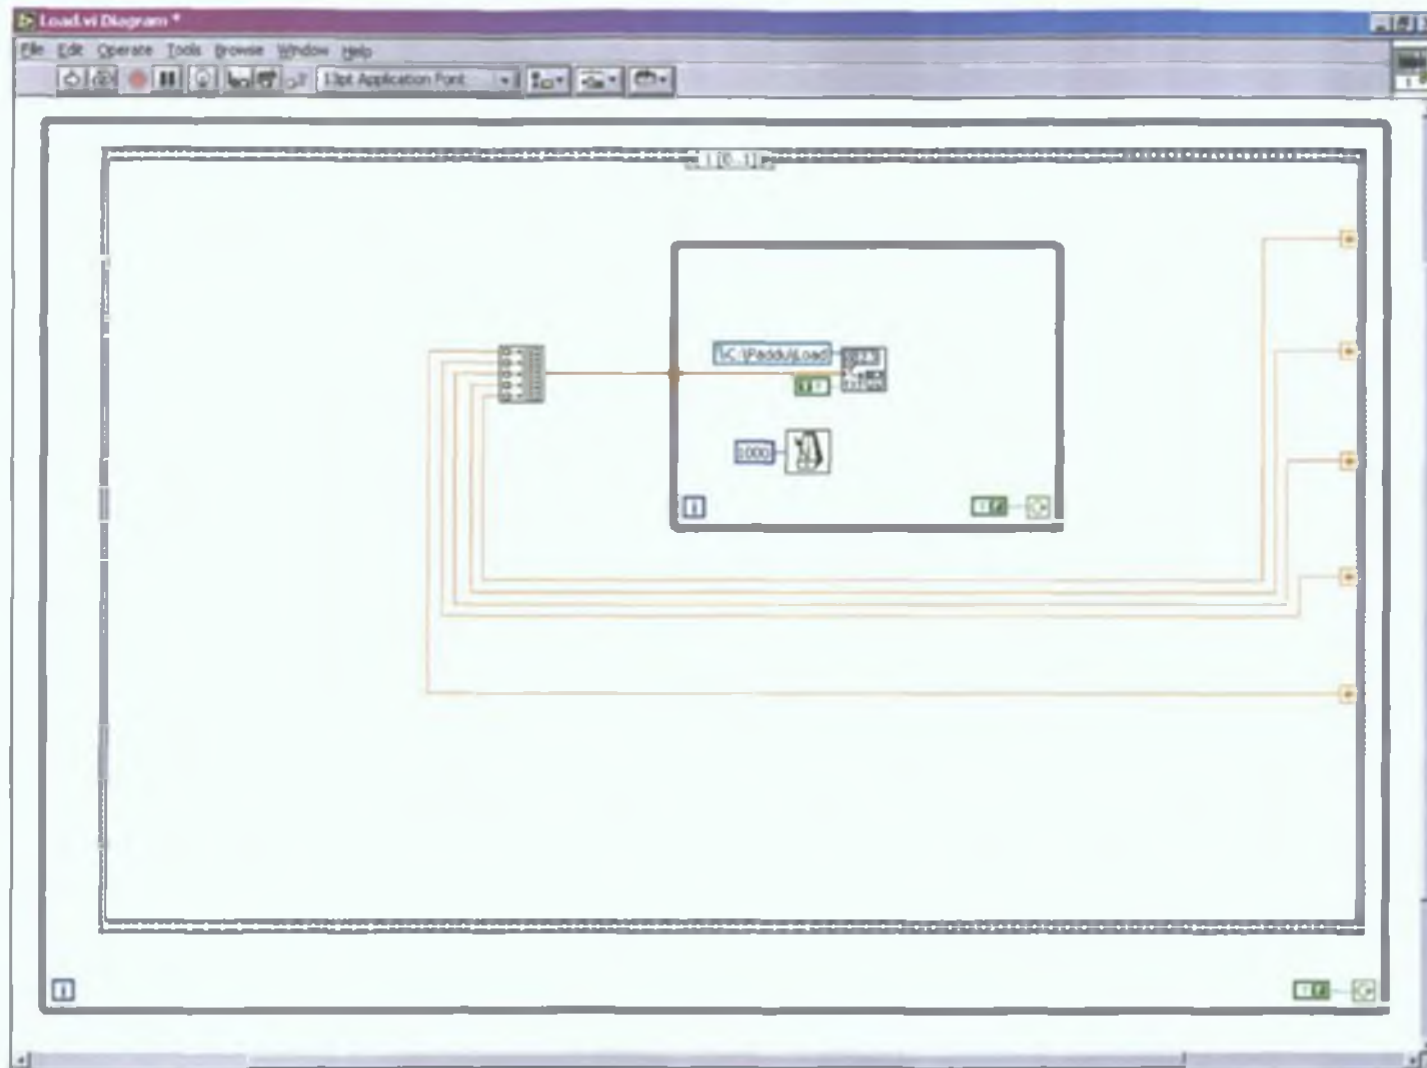 Load.vi Diagram *
File Edit Operate Tools Browse Window Help
13pt Application Font
1 [0..1]
C:\Paddu\Load
1000
i
i